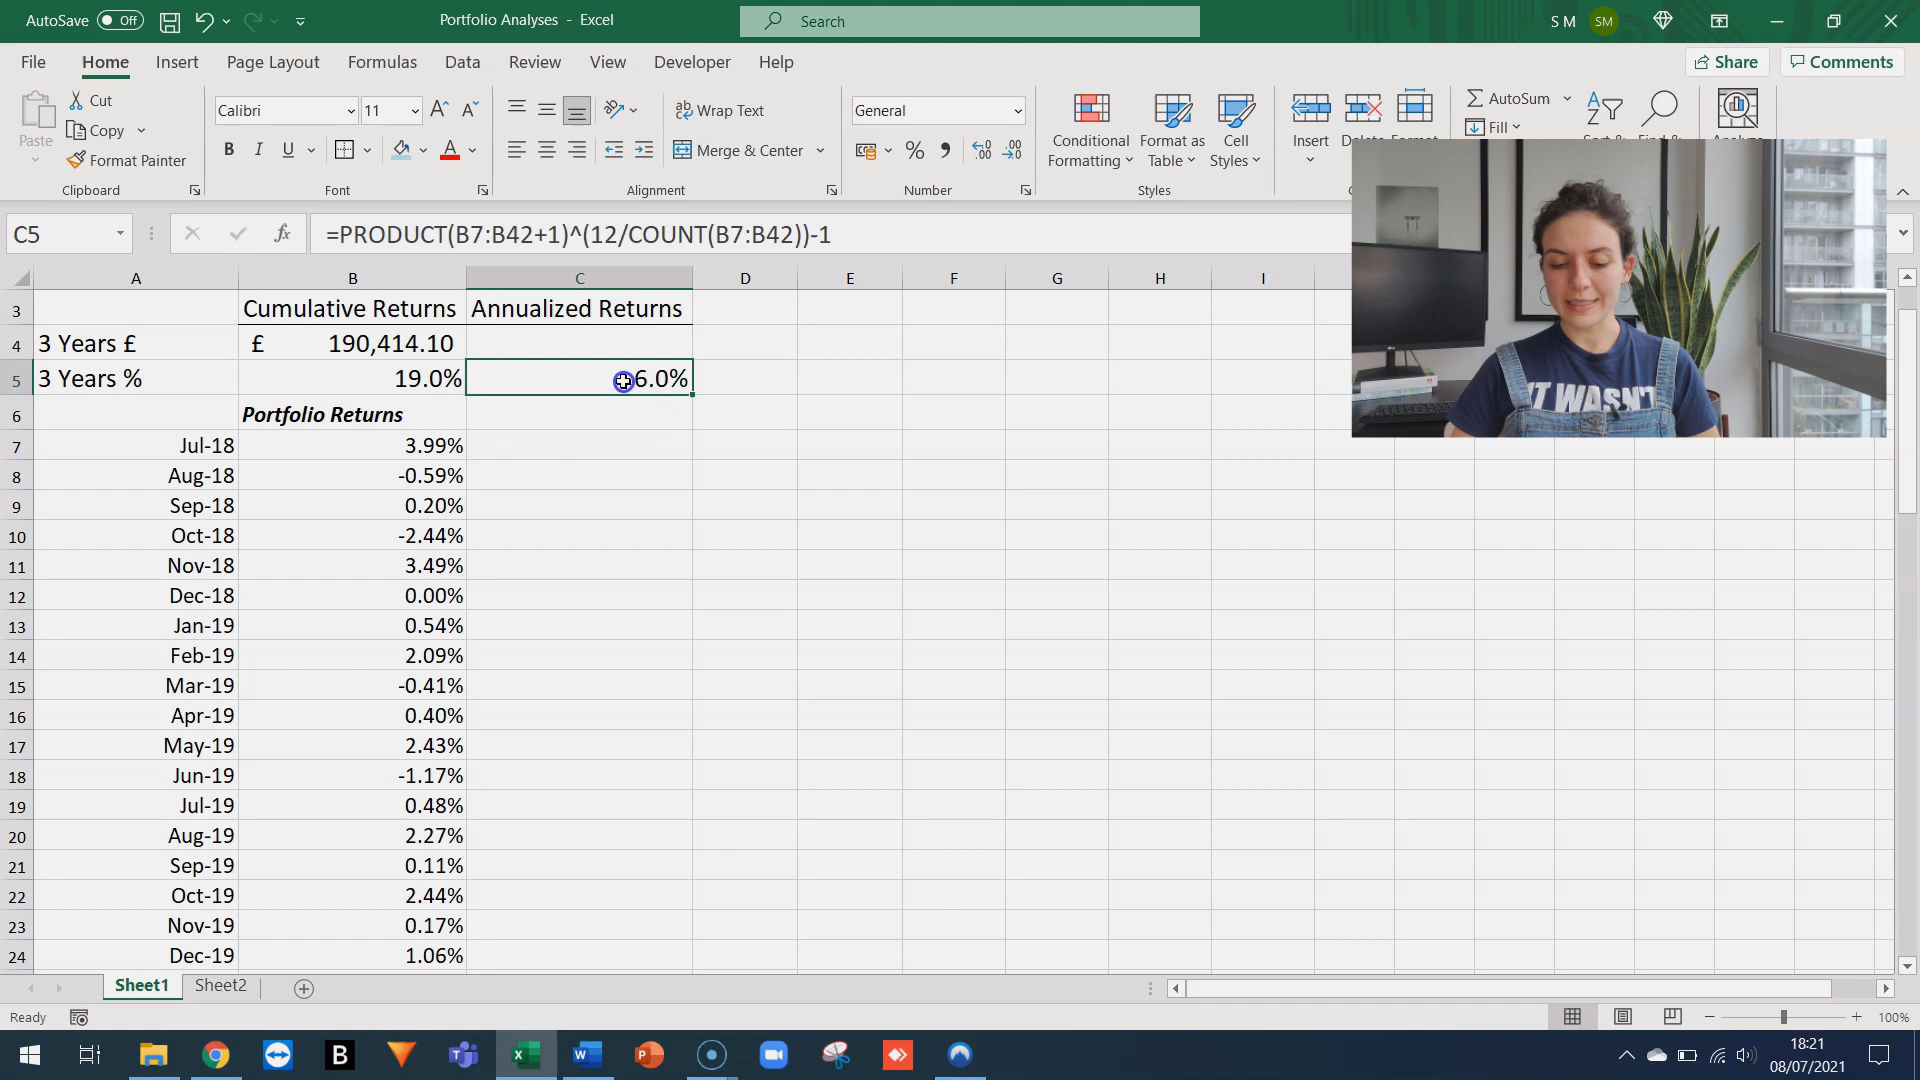 AutoSave Off
Portfolio Analyses - Excel
Search
S M SM
File Home Insert Page Layout Formulas Data Review View Developer Help
Share Comments
Paste
Cut
Copy
Format Painter
Clipboard
Calibri 11
B I U
Font
Wrap Text
Merge & Center
Alignment
General
Number
Conditional Formatting
Format as Table
Cell Styles
Styles
Insert
AutoSum
Fill
C5 fx =PRODUCT(B7:B42+1)^(12/COUNT(B7:B42))-1
A B C D E F G H I
3 Cumulative Returns Annualized Returns
4 3 Years £ £ 190,414.10
5 3 Years % 19.0% 6.0%
6 Portfolio Returns
7 Jul-18 3.99%
8 Aug-18 -0.59%
9 Sep-18 0.20%
10 Oct-18 -2.44%
11 Nov-18 3.49%
12 Dec-18 0.00%
13 Jan-19 0.54%
14 Feb-19 2.09%
15 Mar-19 -0.41%
16 Apr-19 0.40%
17 May-19 2.43%
18 Jun-19 -1.17%
19 Jul-19 0.48%
20 Aug-19 2.27%
21 Sep-19 0.11%
22 Oct-19 2.44%
23 Nov-19 0.17%
24 Dec-19 1.06%
Sheet1 Sheet2
Ready
100%
18:21
08/07/2021